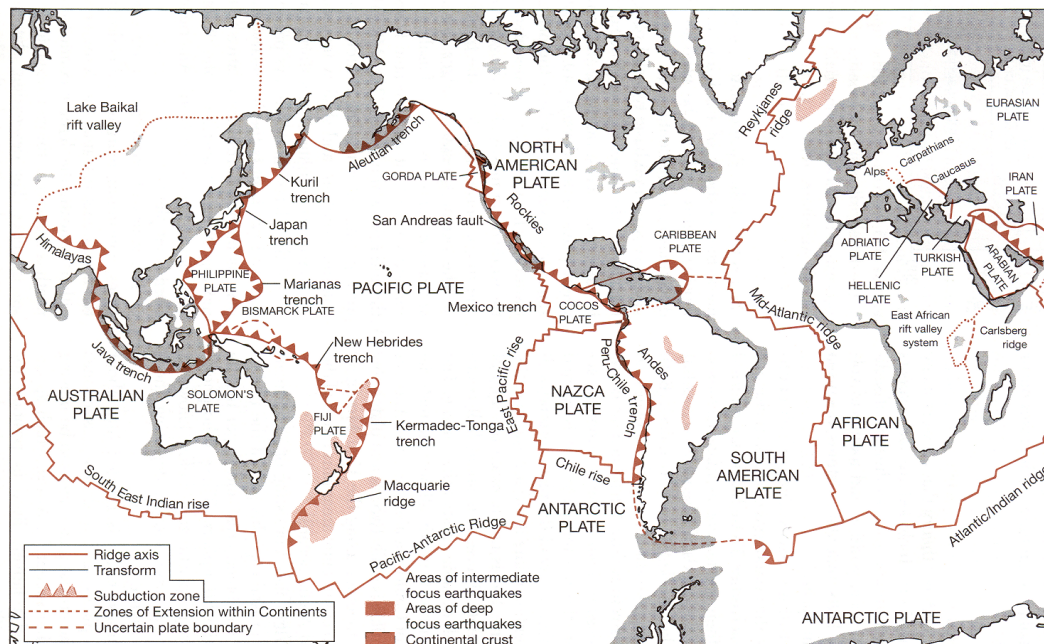 Lake Baikal
rift valley
Aleutian trench
Kuril
trench
Japan
trench
Himalayas
PHILIPPINE
PLATE
Marianas
trench
BISMARCK PLATE
PACIFIC PLATE
Java trench
New Hebrides
trench
AUSTRALIAN
PLATE
SOLOMON'S
PLATE
FIJI
PLATE
Kermadec-Tonga
trench
Macquarie
ridge
South East Indian rise
Pacific-Antarctic Ridge
NORTH
AMERICAN
PLATE
GORDA PLATE
Rockies
San Andreas fault
CARIBBEAN
PLATE
Mexico trench
COCOS
PLATE
East Pacific rise
NAZCA
PLATE
Peru-Chile trench
Andes
Chile rise
ANTARCTIC
PLATE
SOUTH
AMERICAN
PLATE
Reykjanes
ridge
Mid-Atlantic ridge
EURASIAN
PLATE
Carpathians
Alps
Caucasus
IRAN
PLATE
ADRIATIC
PLATE
TURKISH
PLATE
ARABIAN
PLATE
HELLENIC
PLATE
East African
rift valley
system
Carlsberg
ridge
AFRICAN
PLATE
Atlantic/Indian ridge
ANTARCTIC PLATE
Ridge axis
Transform
Subduction zone
Zones of Extension within Continents
Uncertain plate boundary
Areas of intermediate
focus earthquakes
Areas of deep
focus earthquakes
Continental crust